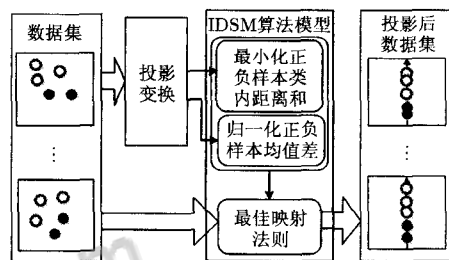 数据集
投影
变换
IDSM算法模型
最小化正
负样本类
内距离和
归一化正负
样本均值差
最佳映射
法则
投影后
数据集